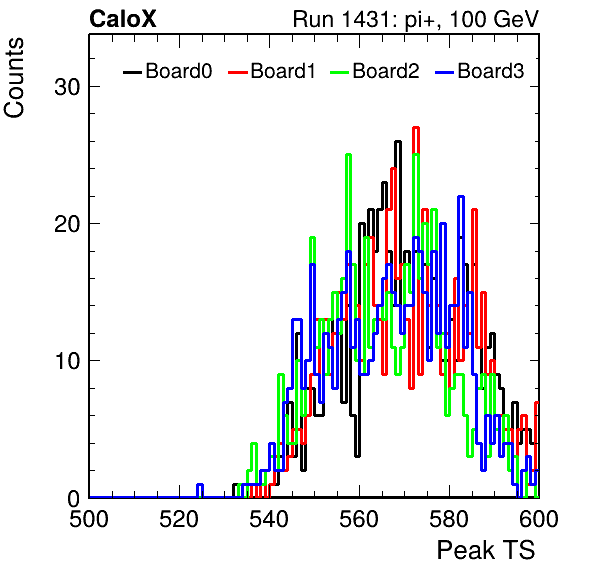 CaloX Run 1431: pi+, 100 GeV
Counts
Board0 Board1 Board2 Board3
30
20
10
0
500 520 540 560 580 600
Peak TS